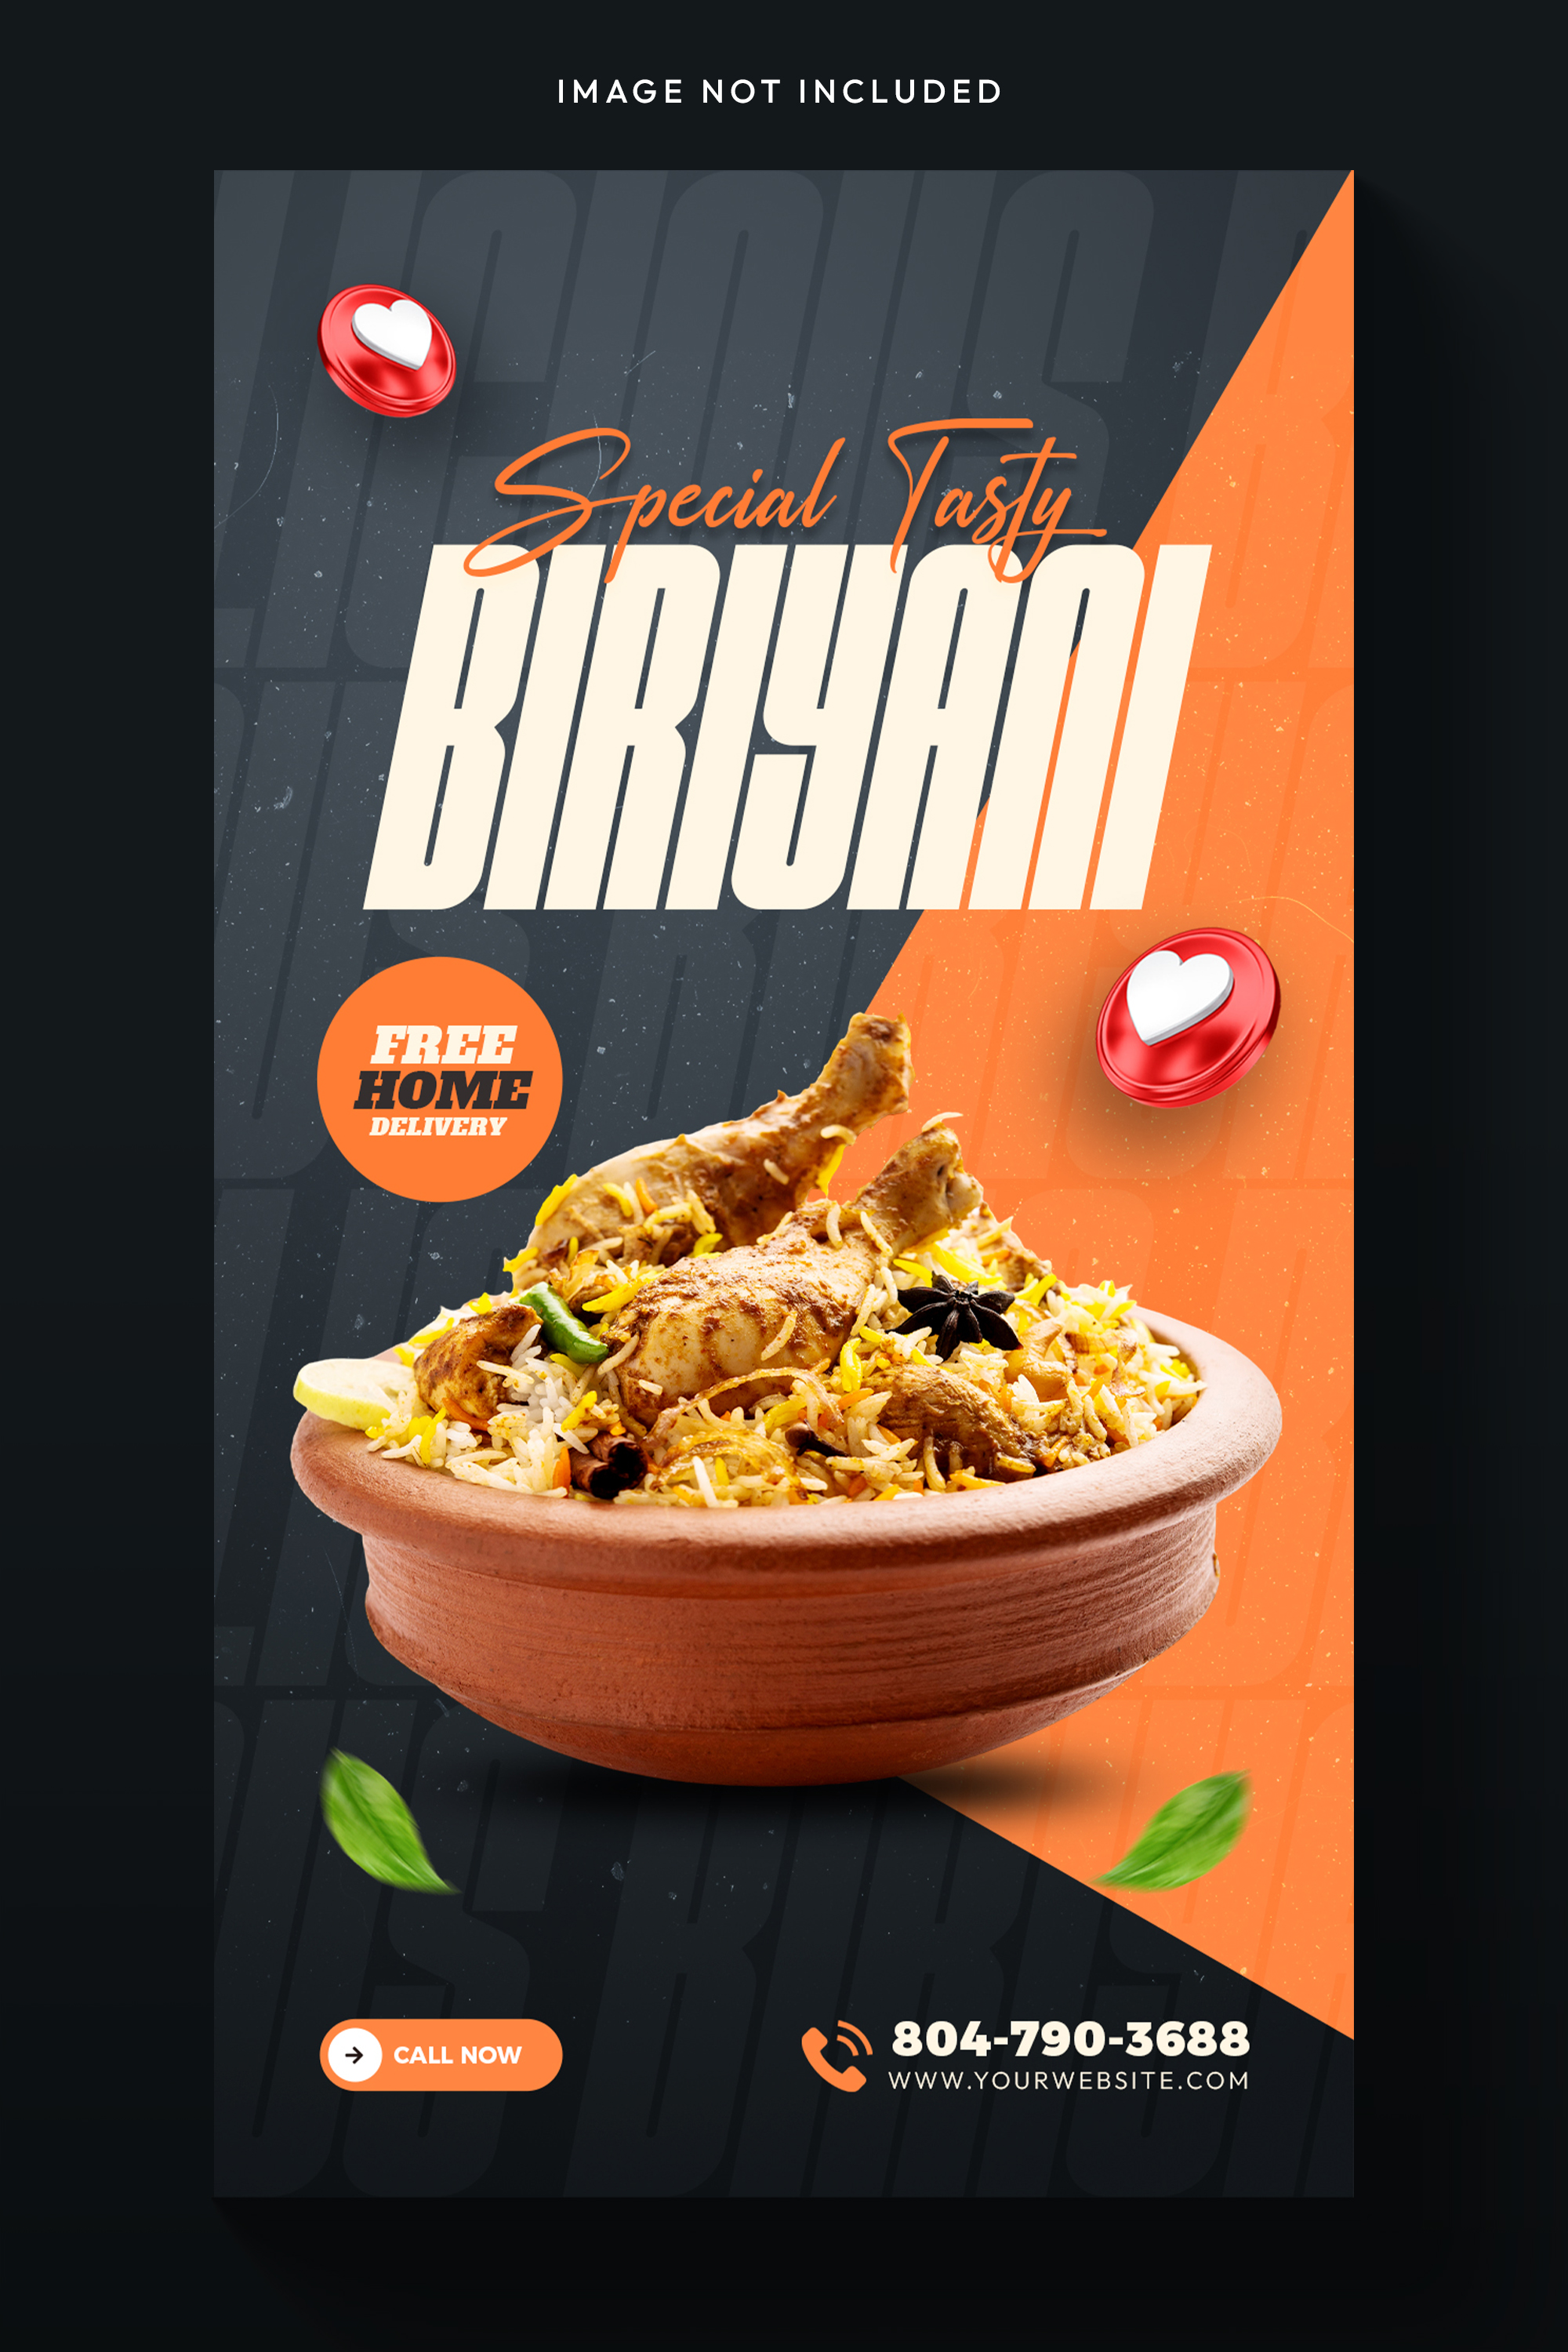 IMAGE NOT INCLUDED
Special Tasty
BIRIYANI
FREE
HOME
DELIVERY
CALL NOW
804-790-3688
WWW.YOURWEBSITE.COM